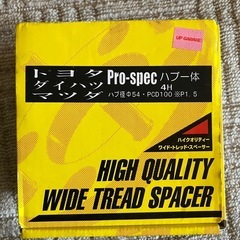 UP GARAGE
トヨタ
ダイハツ
マツダ
Pro-spec ハブ一体
4H
ハブ径Φ54・PCD100 ※P1.5
ハイクオリティー
ワイド・トレッド・スペーサー
HIGH QUALITY
WIDE TREAD SPACER